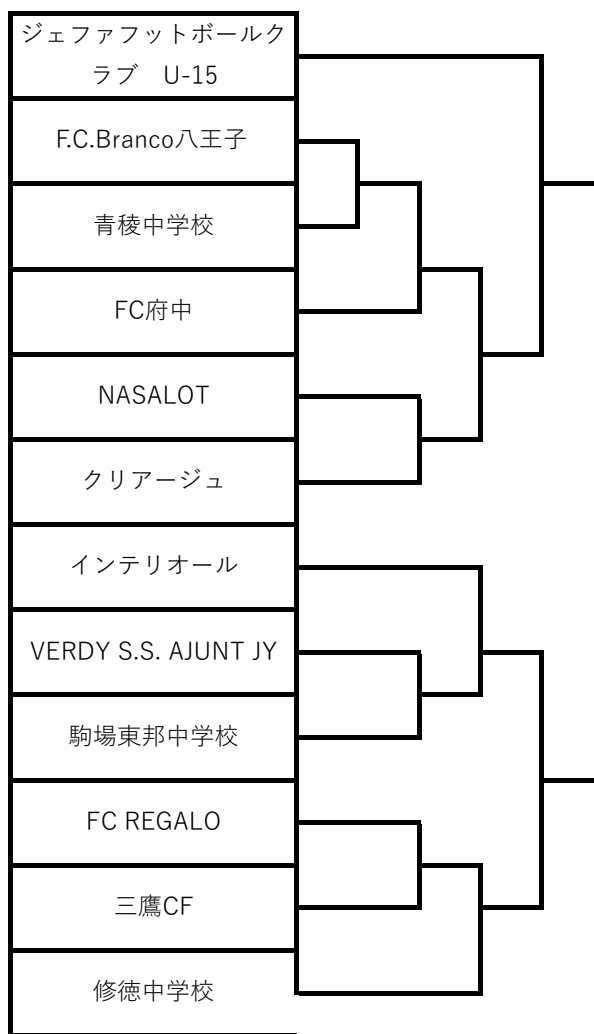 ジェファフットボールク
ラブ　U-15
F.C.Branco八王子
青稜中学校
FC府中
NASALOT
クリアージュ
インテリオール
VERDY S.S. AJUNT JY
駒場東邦中学校
FC REGALO
三鷹CF
修徳中学校